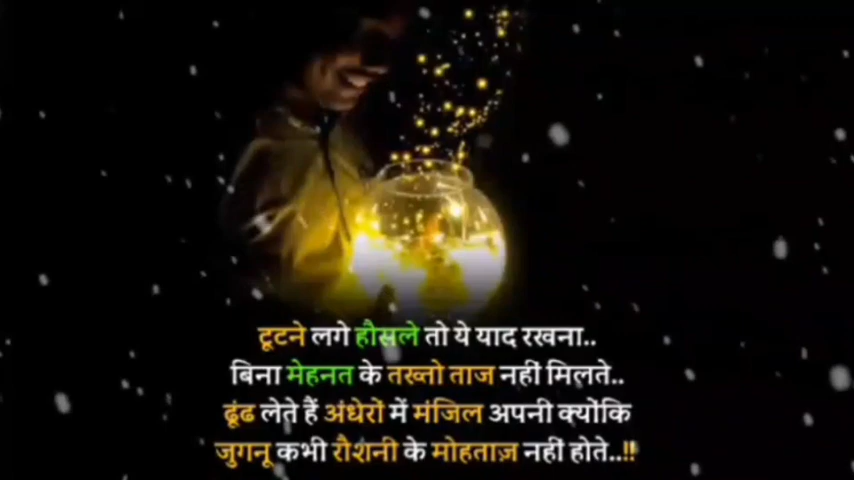 टूटने लगे हौसले तो ये याद रखना..
बिना मेहनत के तख्तो ताज नहीं मिलते..
ढूंढ लेते हैं अंधेरों में मंजिल अपनी क्योंकि
जुगनू कभी रौशनी के मोहताज़ नहीं होते..!!